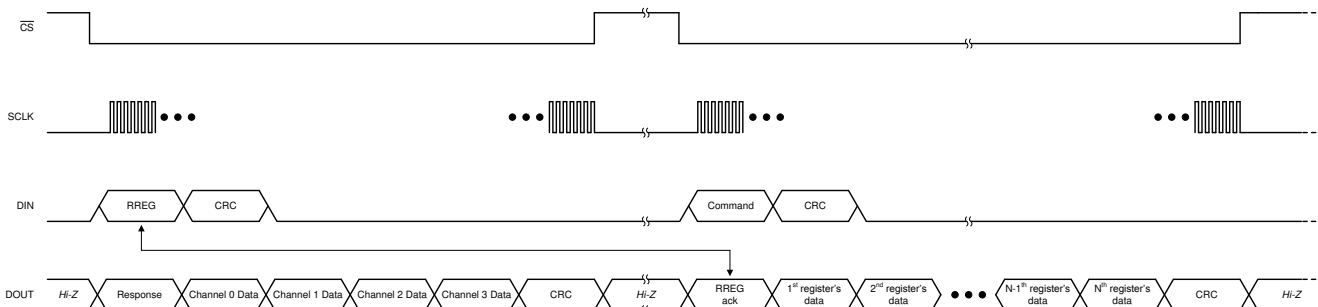 CS
SCLK
DIN
RREG
CRC
Command
CRC
DOUT
Hi-Z
Response
Channel 0 Data
Channel 1 Data
Channel 2 Data
Channel 3 Data
CRC
Hi-Z
RREG
ack
1st register's
data
2nd register's
data
N-1th register's
data
Nth register's
data
CRC
Hi-Z